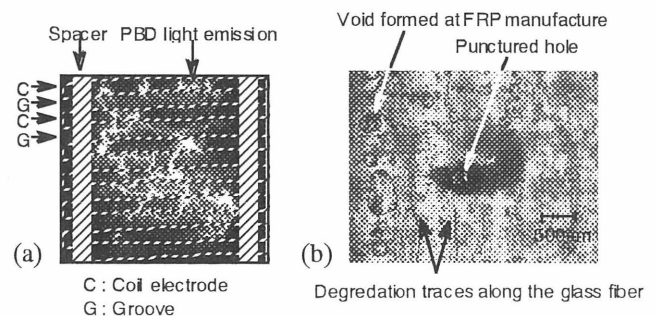 Spacer PBD light emission
C
G
C
G
(a)
C : Coil electrode
G : Groove
Void formed at FRP manufacture
Punctured hole
(b)
Degredation traces along the glass fiber